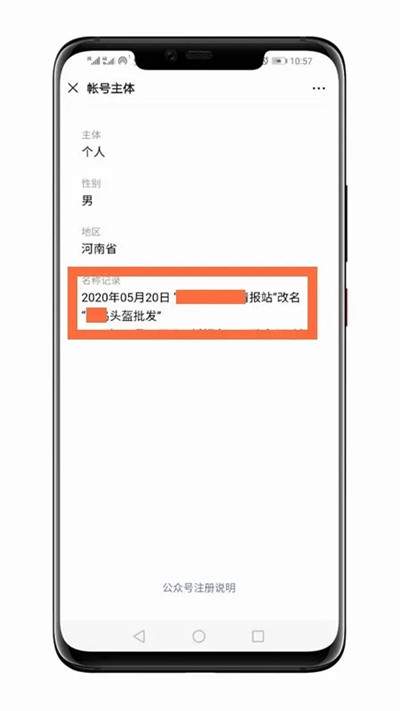 10:57
帐号主体
主体
个人
性别
男
地区
河南省
名称记录
2020年05月20日 “报站”改名
“头盔批发”
公众号注册说明